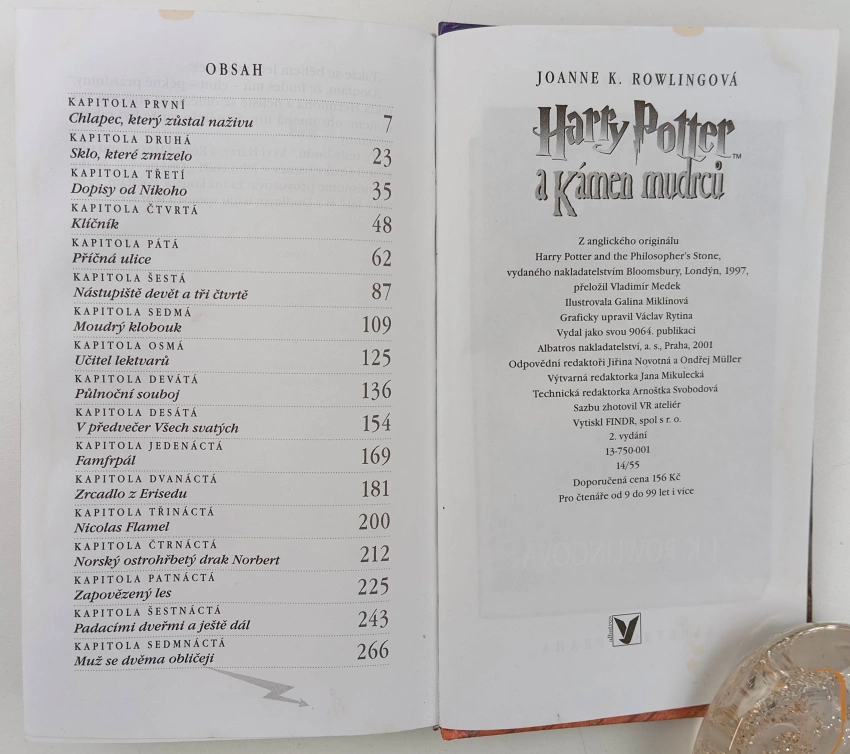 OBSAH
KAPITOLA PRVNÍ
Chlapec, který zůstal naživu 7
KAPITOLA DRUHÁ
Sklo, které zmizelo 23
KAPITOLA TŘETÍ
Dopisy od Nikoho 35
KAPITOLA ČTVRTÁ
Klíčník 48
KAPITOLA PÁTÁ
Příčná ulice 62
KAPITOLA ŠESTÁ
Nástupiště devět a tři čtvrtě 87
KAPITOLA SEDMÁ
Moudrý klobouk 109
KAPITOLA OSMÁ
Učitel lektvarů 125
KAPITOLA DEVÁTÁ
Půlnoční souboj 136
KAPITOLA DESÁTÁ
V předvečer Všech svatých 154
KAPITOLA JEDENÁCTÁ
Famfrpál 169
KAPITOLA DVANÁCTÁ
Zrcadlo z Erisedu 181
KAPITOLA TŘINÁCTÁ
Nicolas Flamel 200
KAPITOLA ČTRNÁCTÁ
Norský ostrohřbetý drak Norbert 212
KAPITOLA PATNÁCTÁ
Zapovězený les 225
KAPITOLA ŠESTNÁCTÁ
Padacími dveřmi a ještě dál 243
KAPITOLA SEDMNÁCTÁ
Muž se dvěma obličeji 266
JOANNE K. ROWLINGOVÁ
Harry Potter™
a Kámen mudrců
Z anglického originálu
Harry Potter and the Philosopher's Stone,
vydaného nakladatelstvím Bloomsbury, Londýn, 1997,
přeložil Vladimír Medek
Ilustrovala Galina Miklínová
Graficky upravil Václav Rytina
Vydal jako svou 9064. publikaci
Albatros nakladatelství, a. s., Praha, 2001
Odpovědní redaktoři Jiřina Novotná a Ondřej Müller
Výtvarná redaktorka Jana Mikulecká
Technická redaktorka Arnoštka Svobodová
Sazbu zhotovil VR ateliér
Vytiskl FINIDR, spol s r. o.
2. vydání
13-750-001
14/55
Doporučená cena 156 Kč
Pro čtenáře od 9 do 99 let i více
albatros